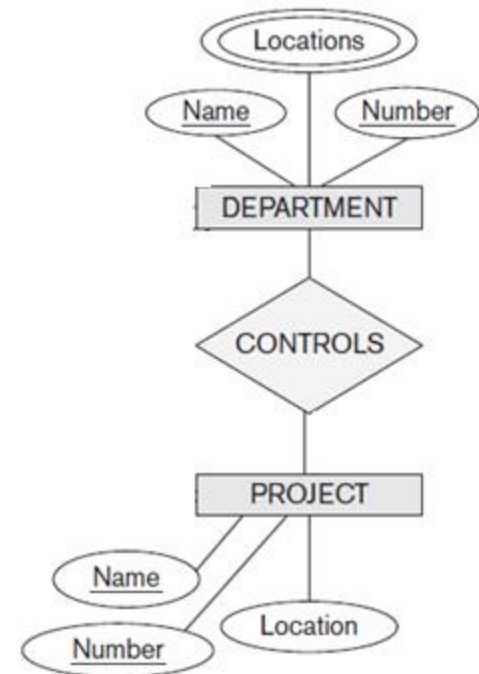 Locations
Name
Number
DEPARTMENT
CONTROLS
PROJECT
Name
Location
Number